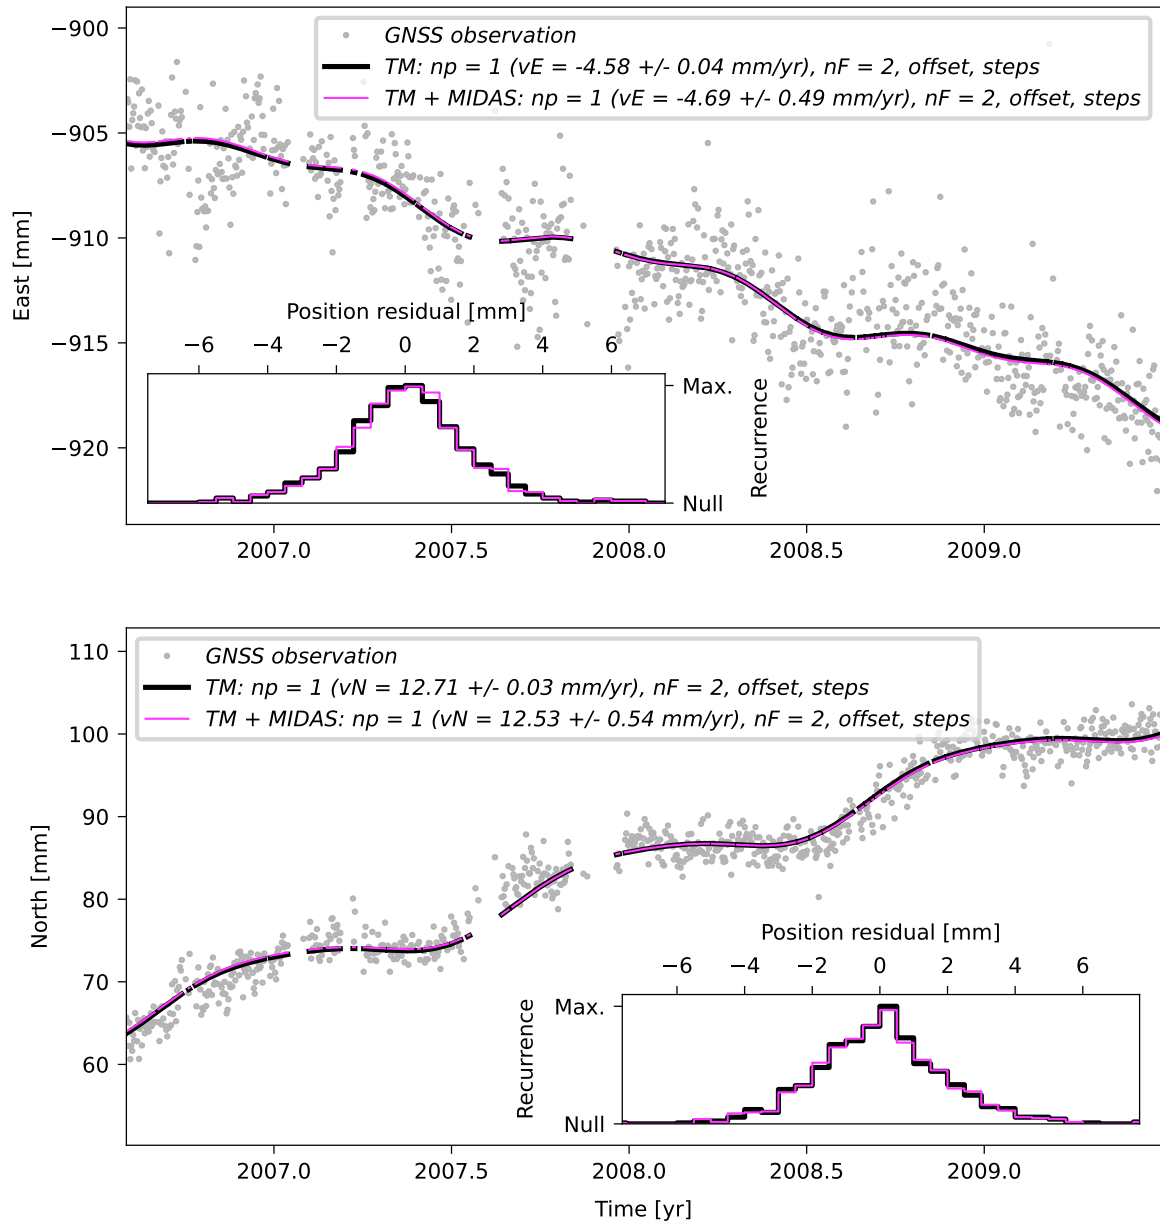 −900
GNSS observation
TM: np = 1 (vE = -4.58 +/- 0.04 mm/yr), nF = 2, offset, steps
TM + MIDAS: np = 1 (vE = -4.69 +/- 0.49 mm/yr), nF = 2, offset, steps
−905
−910
−915
−920
East [mm]
Position residual [mm]
−6 −4 −2 0 2 4 6
Max.
Null
Recurrence
2007.0 2007.5 2008.0 2008.5 2009.0
110
GNSS observation
TM: np = 1 (vN = 12.71 +/- 0.03 mm/yr), nF = 2, offset, steps
TM + MIDAS: np = 1 (vN = 12.53 +/- 0.54 mm/yr), nF = 2, offset, steps
100
90
80
70
60
North [mm]
Position residual [mm]
−6 −4 −2 0 2 4 6
Max.
Null
Recurrence
2007.0 2007.5 2008.0 2008.5 2009.0
Time [yr]